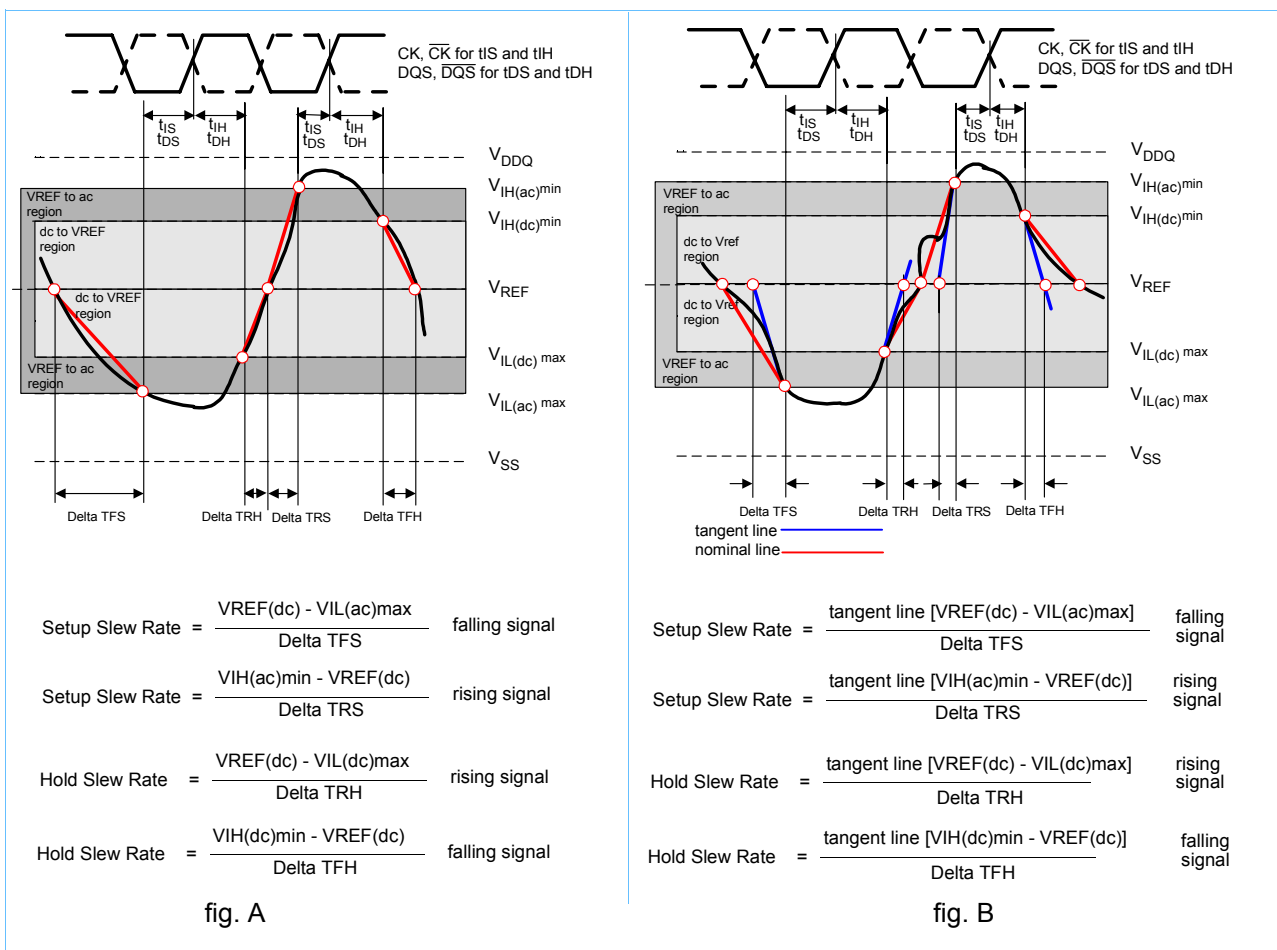 CK, CK for tIS and tIH
DQS, DQS for tDS and tDH
tIS
tDS
tIH
tDH
tIS
tDS
tIH
tDH
VDDQ
VIH(ac)min
VIH(dc)min
VREF
VIL(dc)max
VIL(ac)max
VSS
VREF to ac
region
dc to VREF
region
dc to VREF
region
VREF to ac
region
Delta TFS
Delta TRH
Delta TRS
Delta TFH
Setup Slew Rate = VREF(dc) - VIL(ac)max falling signal
Delta TFS
Setup Slew Rate = VIH(ac)min - VREF(dc) rising signal
Delta TRS
Hold Slew Rate = VREF(dc) - VIL(dc)max rising signal
Delta TRH
Hold Slew Rate = VIH(dc)min - VREF(dc) falling signal
Delta TFH
fig. A
CK, CK for tIS and tIH
DQS, DQS for tDS and tDH
tIS
tDS
tIH
tDH
tIS
tDS
tIH
tDH
VDDQ
VIH(ac)min
VIH(dc)min
VREF
VIL(dc)max
VIL(ac)max
VSS
VREF to ac
region
dc to Vref
region
dc to Vref
region
VREF to ac
region
Delta TFS
Delta TRH
Delta TRS
Delta TFH
tangent line
nominal line
Setup Slew Rate = tangent line [VREF(dc) - VIL(ac)max] falling
signal
Delta TFS
Setup Slew Rate = tangent line [VIH(ac)min - VREF(dc)] rising
signal
Delta TRS
Hold Slew Rate = tangent line [VREF(dc) - VIL(dc)max] rising
signal
Delta TRH
Hold Slew Rate = tangent line [VIH(dc)min - VREF(dc)] falling
signal
Delta TFH
fig. B